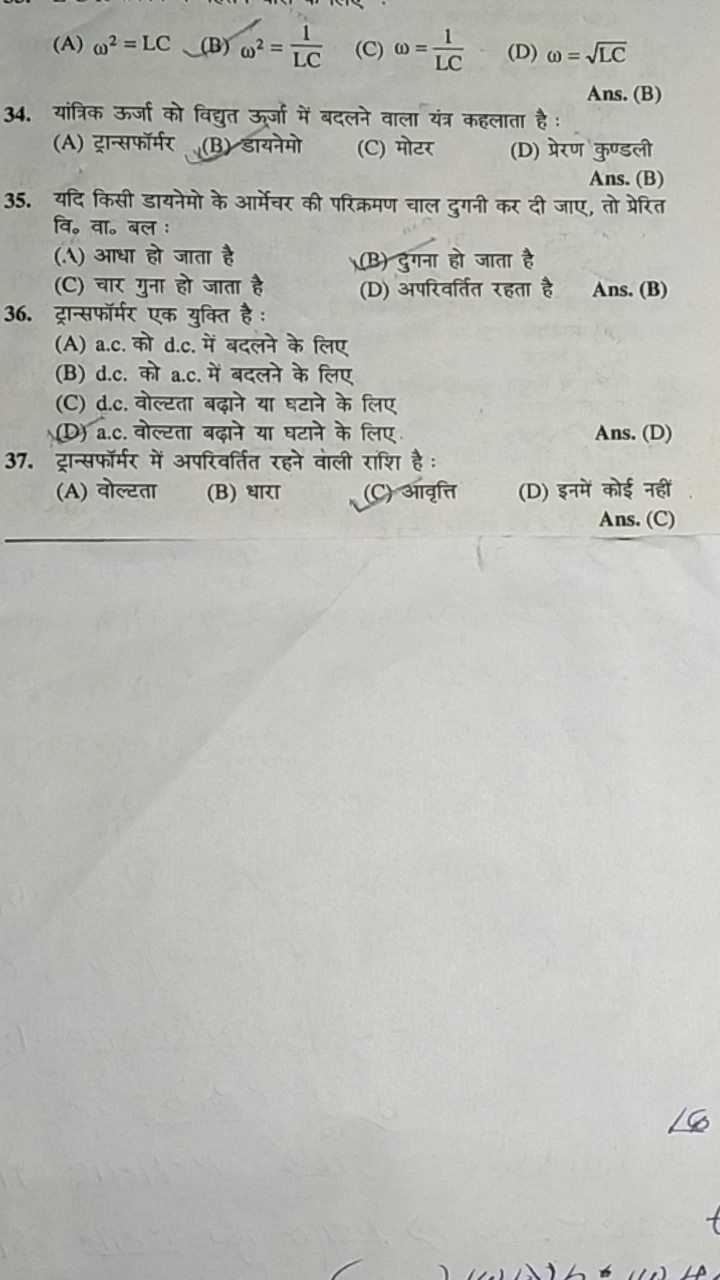 (A) ω² = LC (B) ω² = 1/LC (C) ω = 1/LC (D) ω = √LC
Ans. (B)
34. यांत्रिक ऊर्जा को विद्युत ऊर्जा में बदलने वाला यंत्र कहलाता है :
(A) ट्रान्सफॉर्मर (B) डायनेमो (C) मोटर (D) प्रेरण कुण्डली
Ans. (B)
35. यदि किसी डायनेमो के आर्मेचर की परिक्रमण चाल दुगनी कर दी जाए, तो प्रेरित
वि० वा० बल :
(A) आधा हो जाता है (B) दुगना हो जाता है
(C) चार गुना हो जाता है (D) अपरिवर्तित रहता है Ans. (B)
36. ट्रान्सफॉर्मर एक युक्ति है :
(A) a.c. को d.c. में बदलने के लिए
(B) d.c. को a.c. में बदलने के लिए
(C) d.c. वोल्टता बढ़ाने या घटाने के लिए
(D) a.c. वोल्टता बढ़ाने या घटाने के लिए
Ans. (D)
37. ट्रान्सफॉर्मर में अपरिवर्तित रहने वाली राशि है :
(A) वोल्टता (B) धारा (C) आवृत्ति (D) इनमें कोई नहीं
Ans. (C)